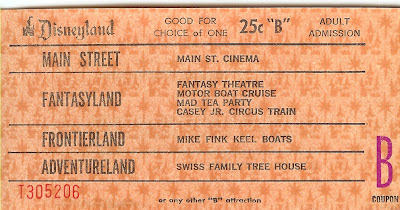 Disneyland GOOD FOR CHOICE of ONE 25c "B" ADULT ADMISSION
MAIN STREET MAIN ST. CINEMA
FANTASYLAND FANTASY THEATRE
MOTOR BOAT CRUISE
MAD TEA PARTY
CASEY JR. CIRCUS TRAIN
FRONTIERLAND MIKE FINK KEEL BOATS
ADVENTURELAND SWISS FAMILY TREE HOUSE
B
COUPON
T305206
or any other "B" attraction